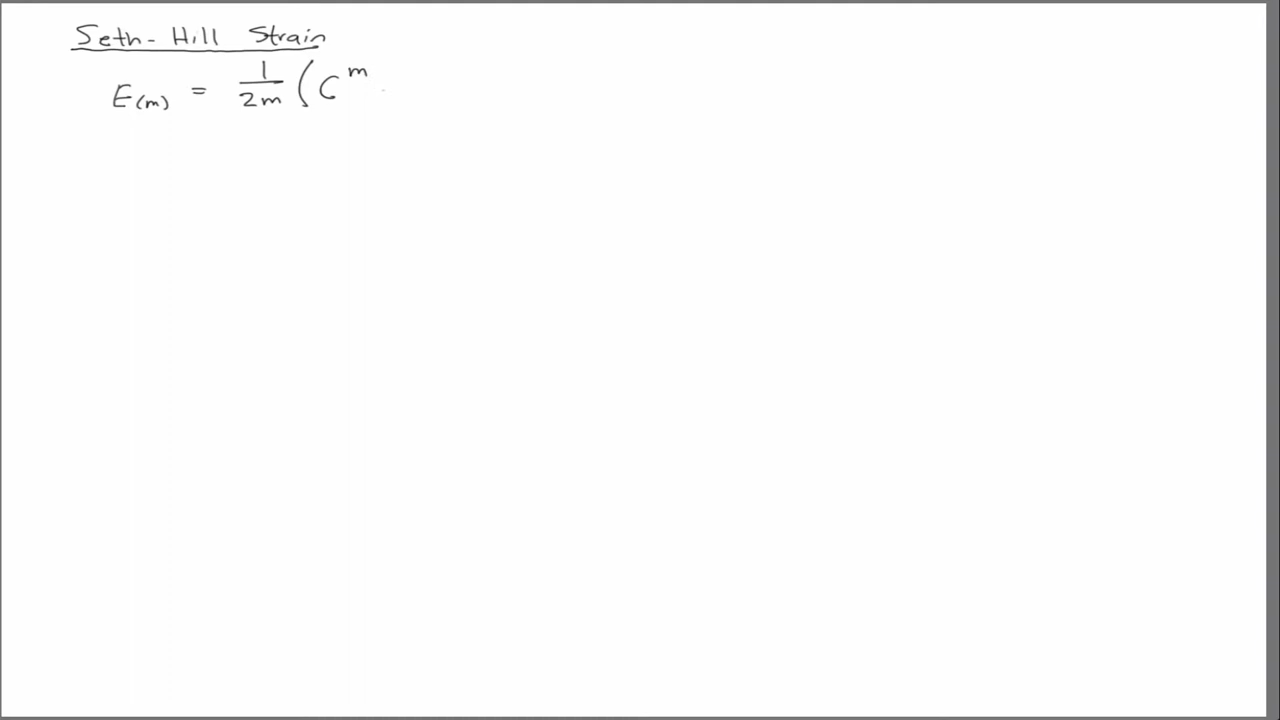 Seth-Hill Strain
E(m) = 1/2m (C^m